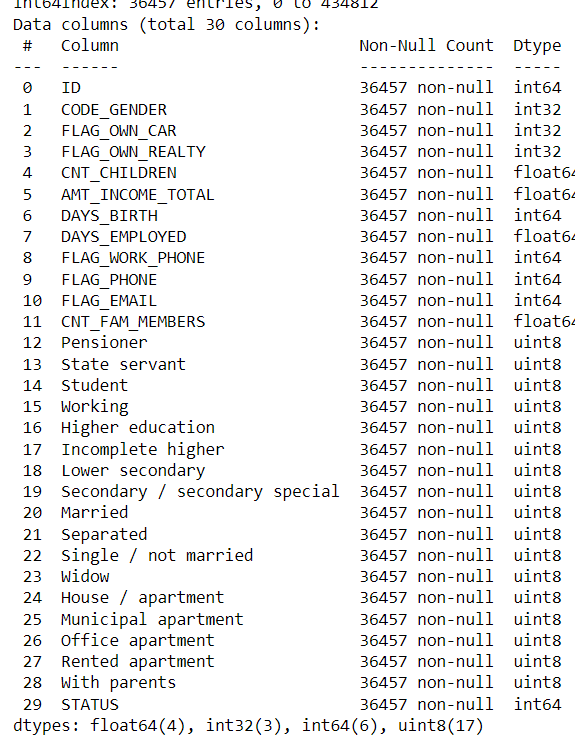 Int64Index: 36457 entries, 0 to 434812
Data columns (total 30 columns):
 #   Column                         Non-Null Count  Dtype
---  ------                         --------------  -----
 0   ID                             36457 non-null  int64
 1   CODE_GENDER                    36457 non-null  int32
 2   FLAG_OWN_CAR                   36457 non-null  int32
 3   FLAG_OWN_REALTY                36457 non-null  int32
 4   CNT_CHILDREN                   36457 non-null  float64
 5   AMT_INCOME_TOTAL               36457 non-null  float64
 6   DAYS_BIRTH                     36457 non-null  int64
 7   DAYS_EMPLOYED                  36457 non-null  float64
 8   FLAG_WORK_PHONE                36457 non-null  int64
 9   FLAG_PHONE                     36457 non-null  int64
 10  FLAG_EMAIL                     36457 non-null  int64
 11  CNT_FAM_MEMBERS                36457 non-null  float64
 12  Pensioner                      36457 non-null  uint8
 13  State servant                  36457 non-null  uint8
 14  Student                        36457 non-null  uint8
 15  Working                        36457 non-null  uint8
 16  Higher education               36457 non-null  uint8
 17  Incomplete higher              36457 non-null  uint8
 18  Lower secondary                36457 non-null  uint8
 19  Secondary / secondary special  36457 non-null  uint8
 20  Married                        36457 non-null  uint8
 21  Separated                      36457 non-null  uint8
 22  Single / not married           36457 non-null  uint8
 23  Widow                          36457 non-null  uint8
 24  House / apartment              36457 non-null  uint8
 25  Municipal apartment            36457 non-null  uint8
 26  Office apartment               36457 non-null  uint8
 27  Rented apartment               36457 non-null  uint8
 28  With parents                   36457 non-null  uint8
 29  STATUS                         36457 non-null  int64
dtypes: float64(4), int32(3), int64(6), uint8(17)